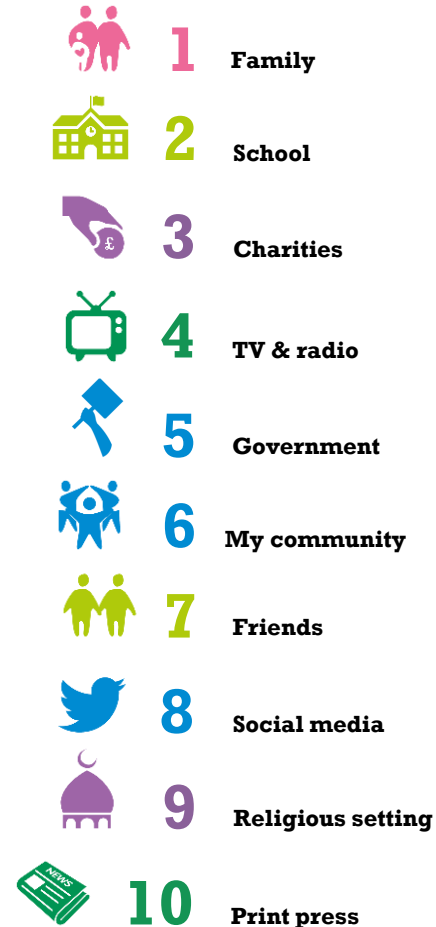 1 Family
2 School
£
3 Charities
4 TV & radio
5 Government
6 My community
7 Friends
8 Social media
9 Religious setting
NEWS
10 Print press